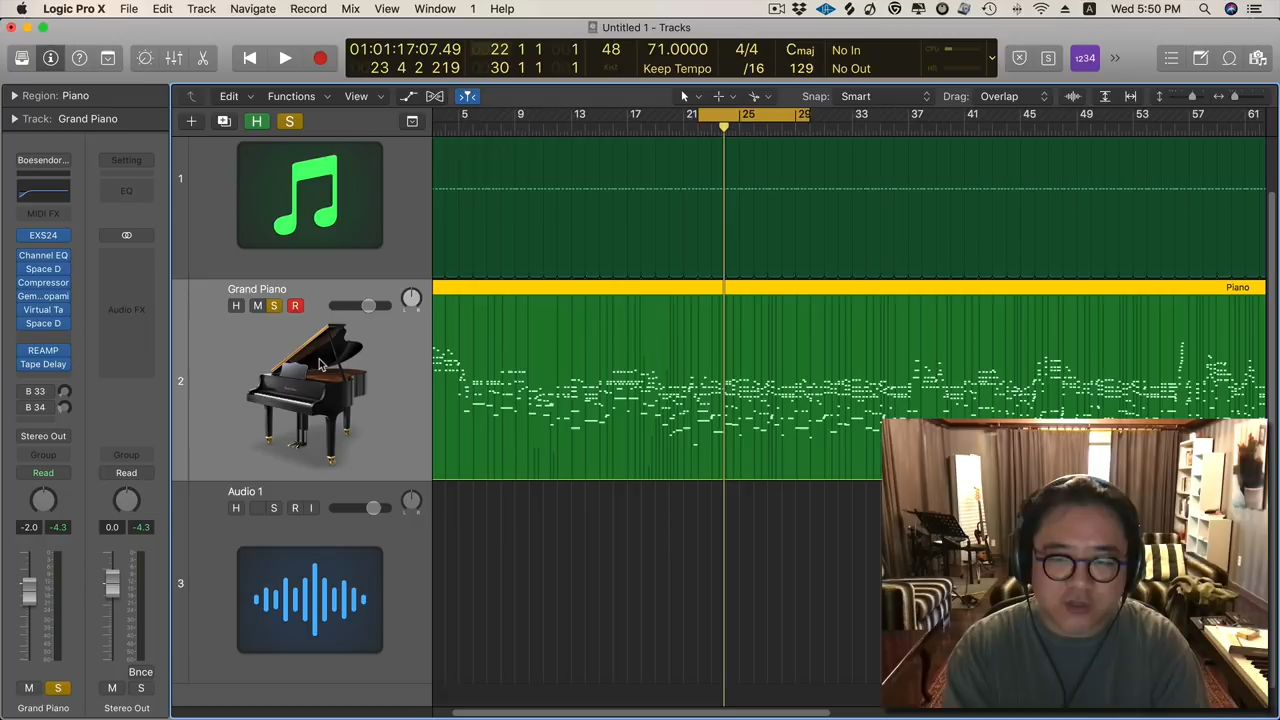 Logic Pro X File Edit Track Navigate Record Mix View Window 1 Help Wed 5:50 PM
Untitled 1 - Tracks
01:01:17:07.49 22 1 1 1 48 71.0000 4/4 Cmaj No In CPU
23 4 2 219 30 1 1 1 Keep Tempo /16 129 No Out HD
1234
Region: Piano
Edit Functions View Snap: Smart Drag: Overlap
Track: Grand Piano
H S
5 9 13 17 21 25 29 33 37 41 45 49 53 57 61
Boesendor... Setting
EQ
MIDI FX
EXS24
Channel EQ
Space D
Compressor
Gem...opami
Virtual Ta
Space D
Audio FX
REAMP
Tape Delay
B 33
B 34
Stereo Out
Group Group
Read Read
-2.0 -4.3 0.0 -4.3
Bnce
M S M S
Grand Piano Stereo Out
1
Grand Piano
H M S R
L R
2
Piano
Audio 1
H S R I
L R
3